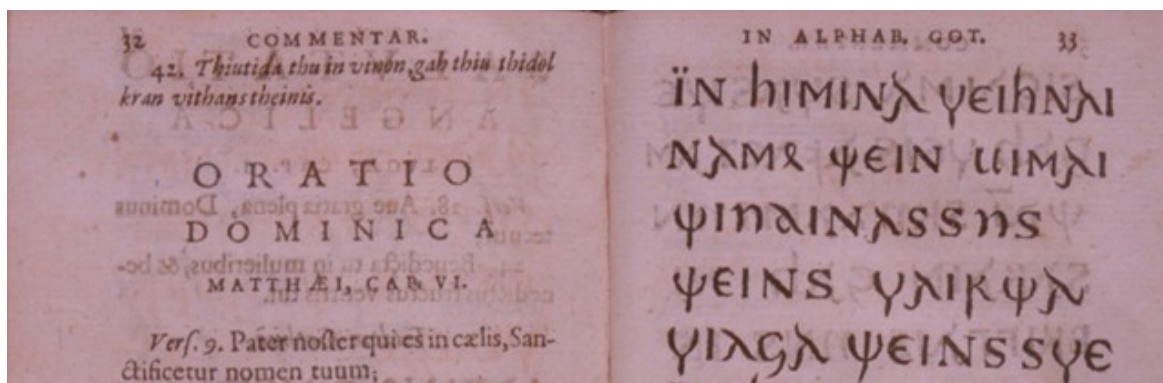 32 COMMENTAR.
42. Thiutida thu in vinon, gah thiu thidol
kran vithans theinis.
ORATIO
DOMINICA
MATTHÆI, CAP. VI.
Vers. 9. Pater noster qui es in cælis, San-
ctificetur nomen tuum;
IN ALPHAB. GOT. 33
𐌹̈𐌽 𐌷𐌹𐌼𐌹𐌽𐌰 𐍅𐌴𐌹𐌷𐌽𐌰𐌹
𐌽𐌰𐌼𐍉 𐌸𐌴𐌹𐌽 𐌵𐌹𐌼𐌰𐌹
𐌸𐌹𐌿𐌳𐌹𐌽𐌰𐍃𐍃𐌿𐍃
𐌸𐌴𐌹𐌽𐍃 𐍅𐌰𐌹𐍂𐌸𐌰
𐍅𐌹𐌻𐌾𐌰 𐌸𐌴𐌹𐌽𐍃 𐍃𐍅𐌴